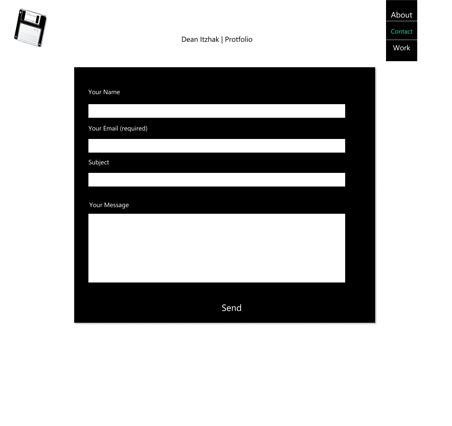 About
Contact
Work
Dean Itzhak | Protfolio
Your Name
Your Email (required)
Subject
Your Message
Send